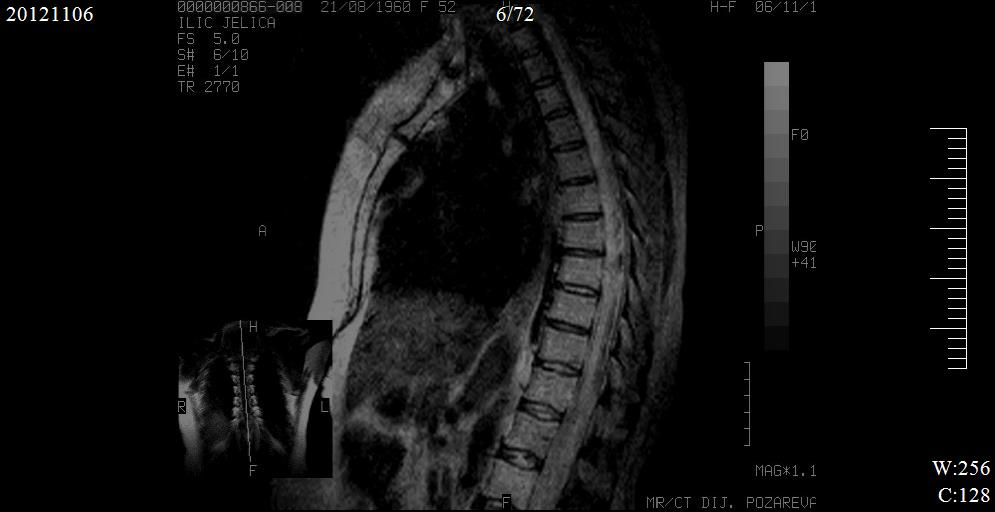 20121106
0000000866-008 21/08/1960 F 52
6/72
H-F 06/11/1
ILIC JELICA
FS 5.0
S# 6/10
E# 1/1
TR 2770
F0
A
P
W90
+41
H
R
L
F
F
MAG*1.1
W:256
C:128
MR/CT DIJ. POZAREVA